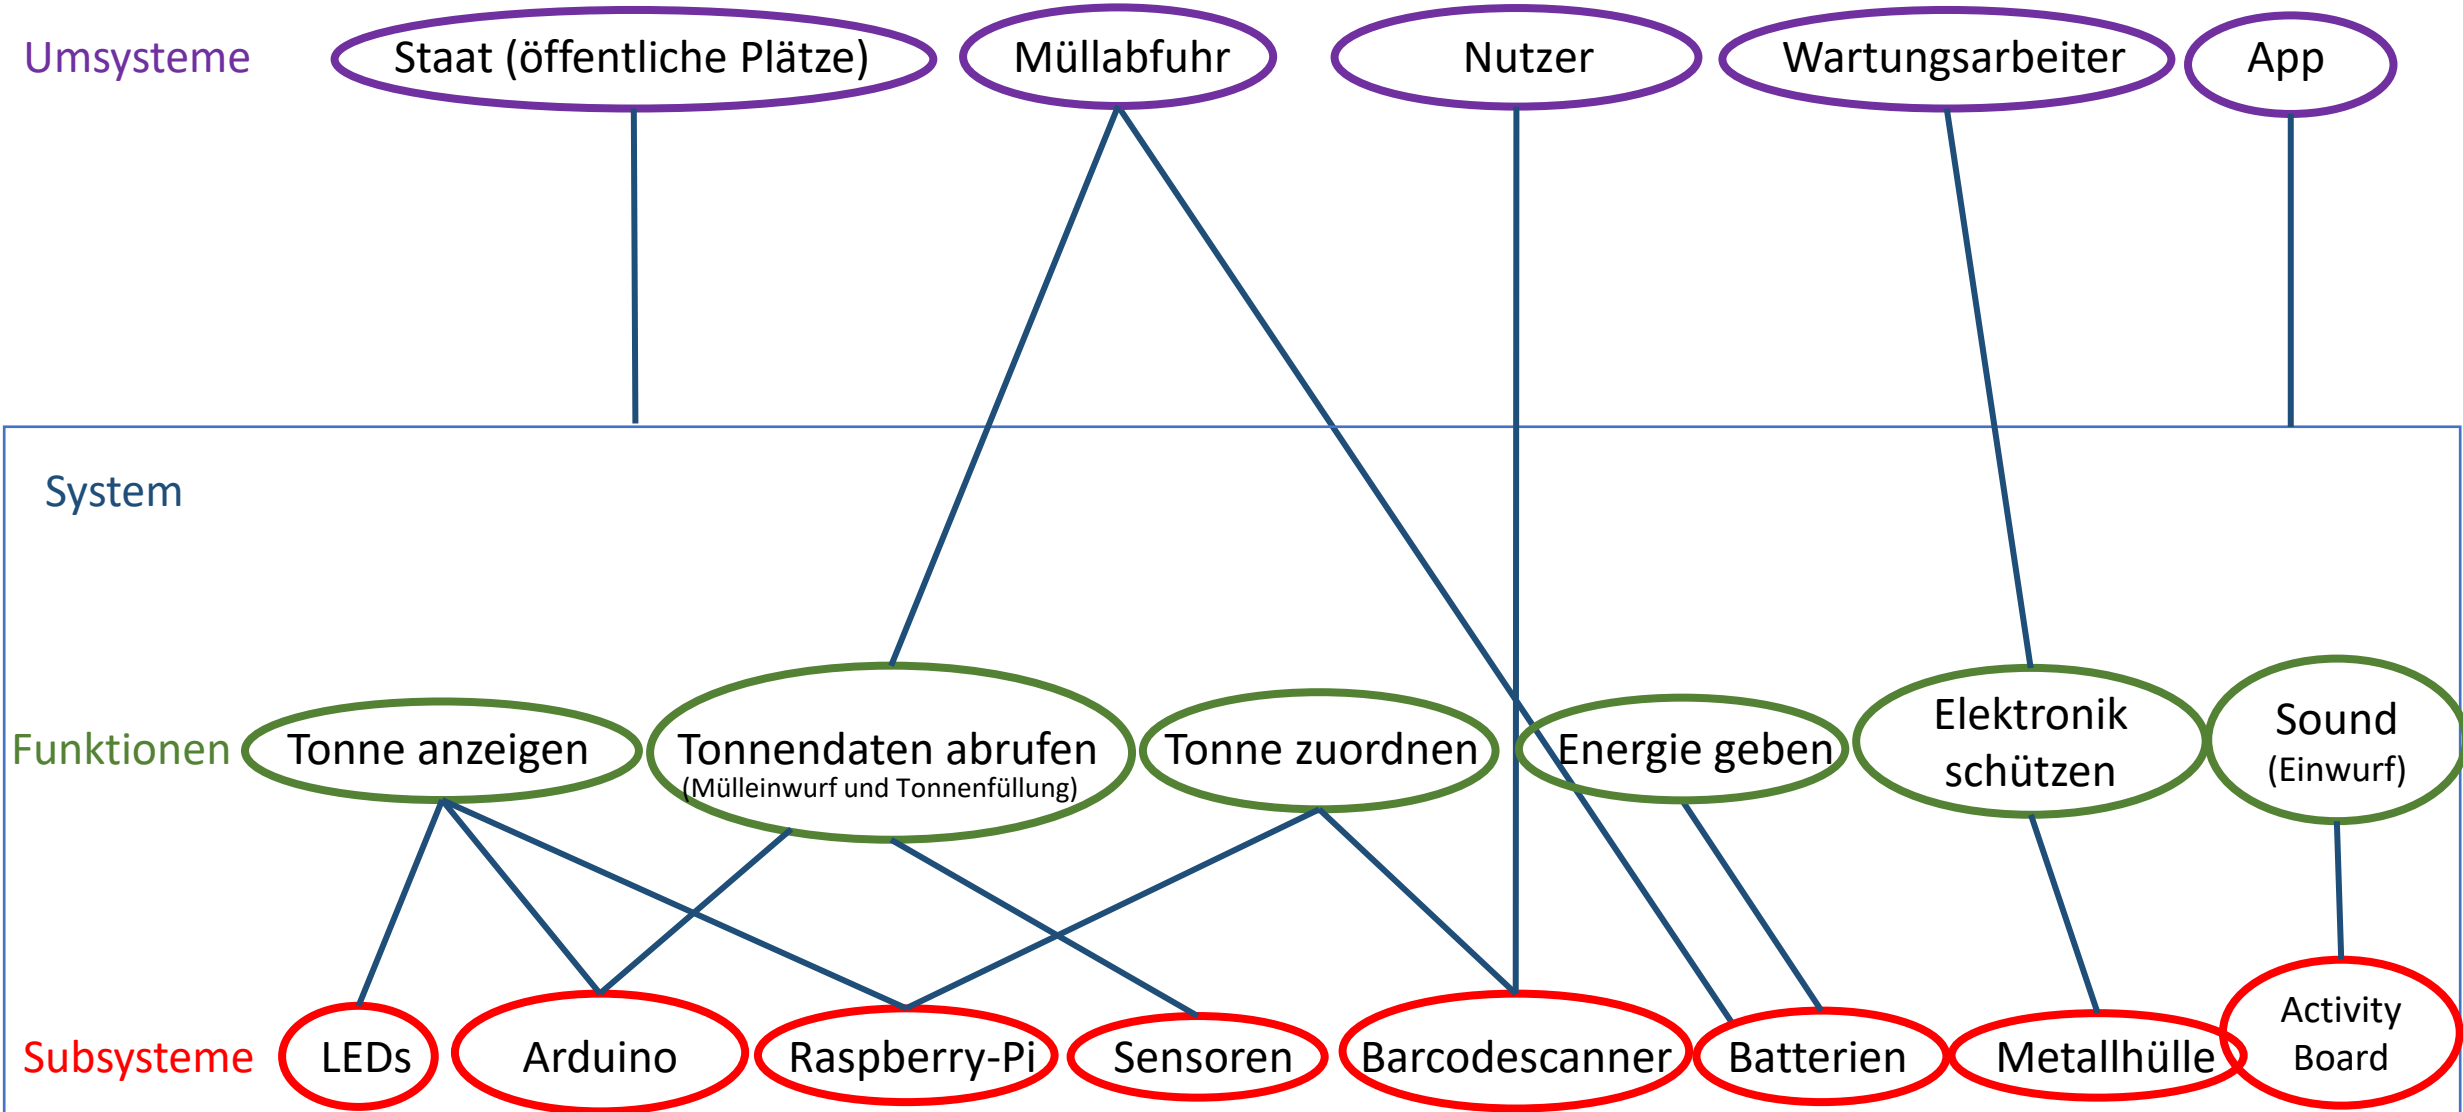 Umsysteme
Staat (öffentliche Plätze)
Müllabfuhr
Nutzer
Wartungsarbeiter
App
System
Funktionen
Tonne anzeigen
Tonnendaten abrufen
(Mülleinwurf und Tonnenfüllung)
Tonne zuordnen
Energie geben
Elektronik
schützen
Sound
(Einwurf)
Subsysteme
LEDs
Arduino
Raspberry-Pi
Sensoren
Barcodescanner
Batterien
Metallhülle
Activity
Board